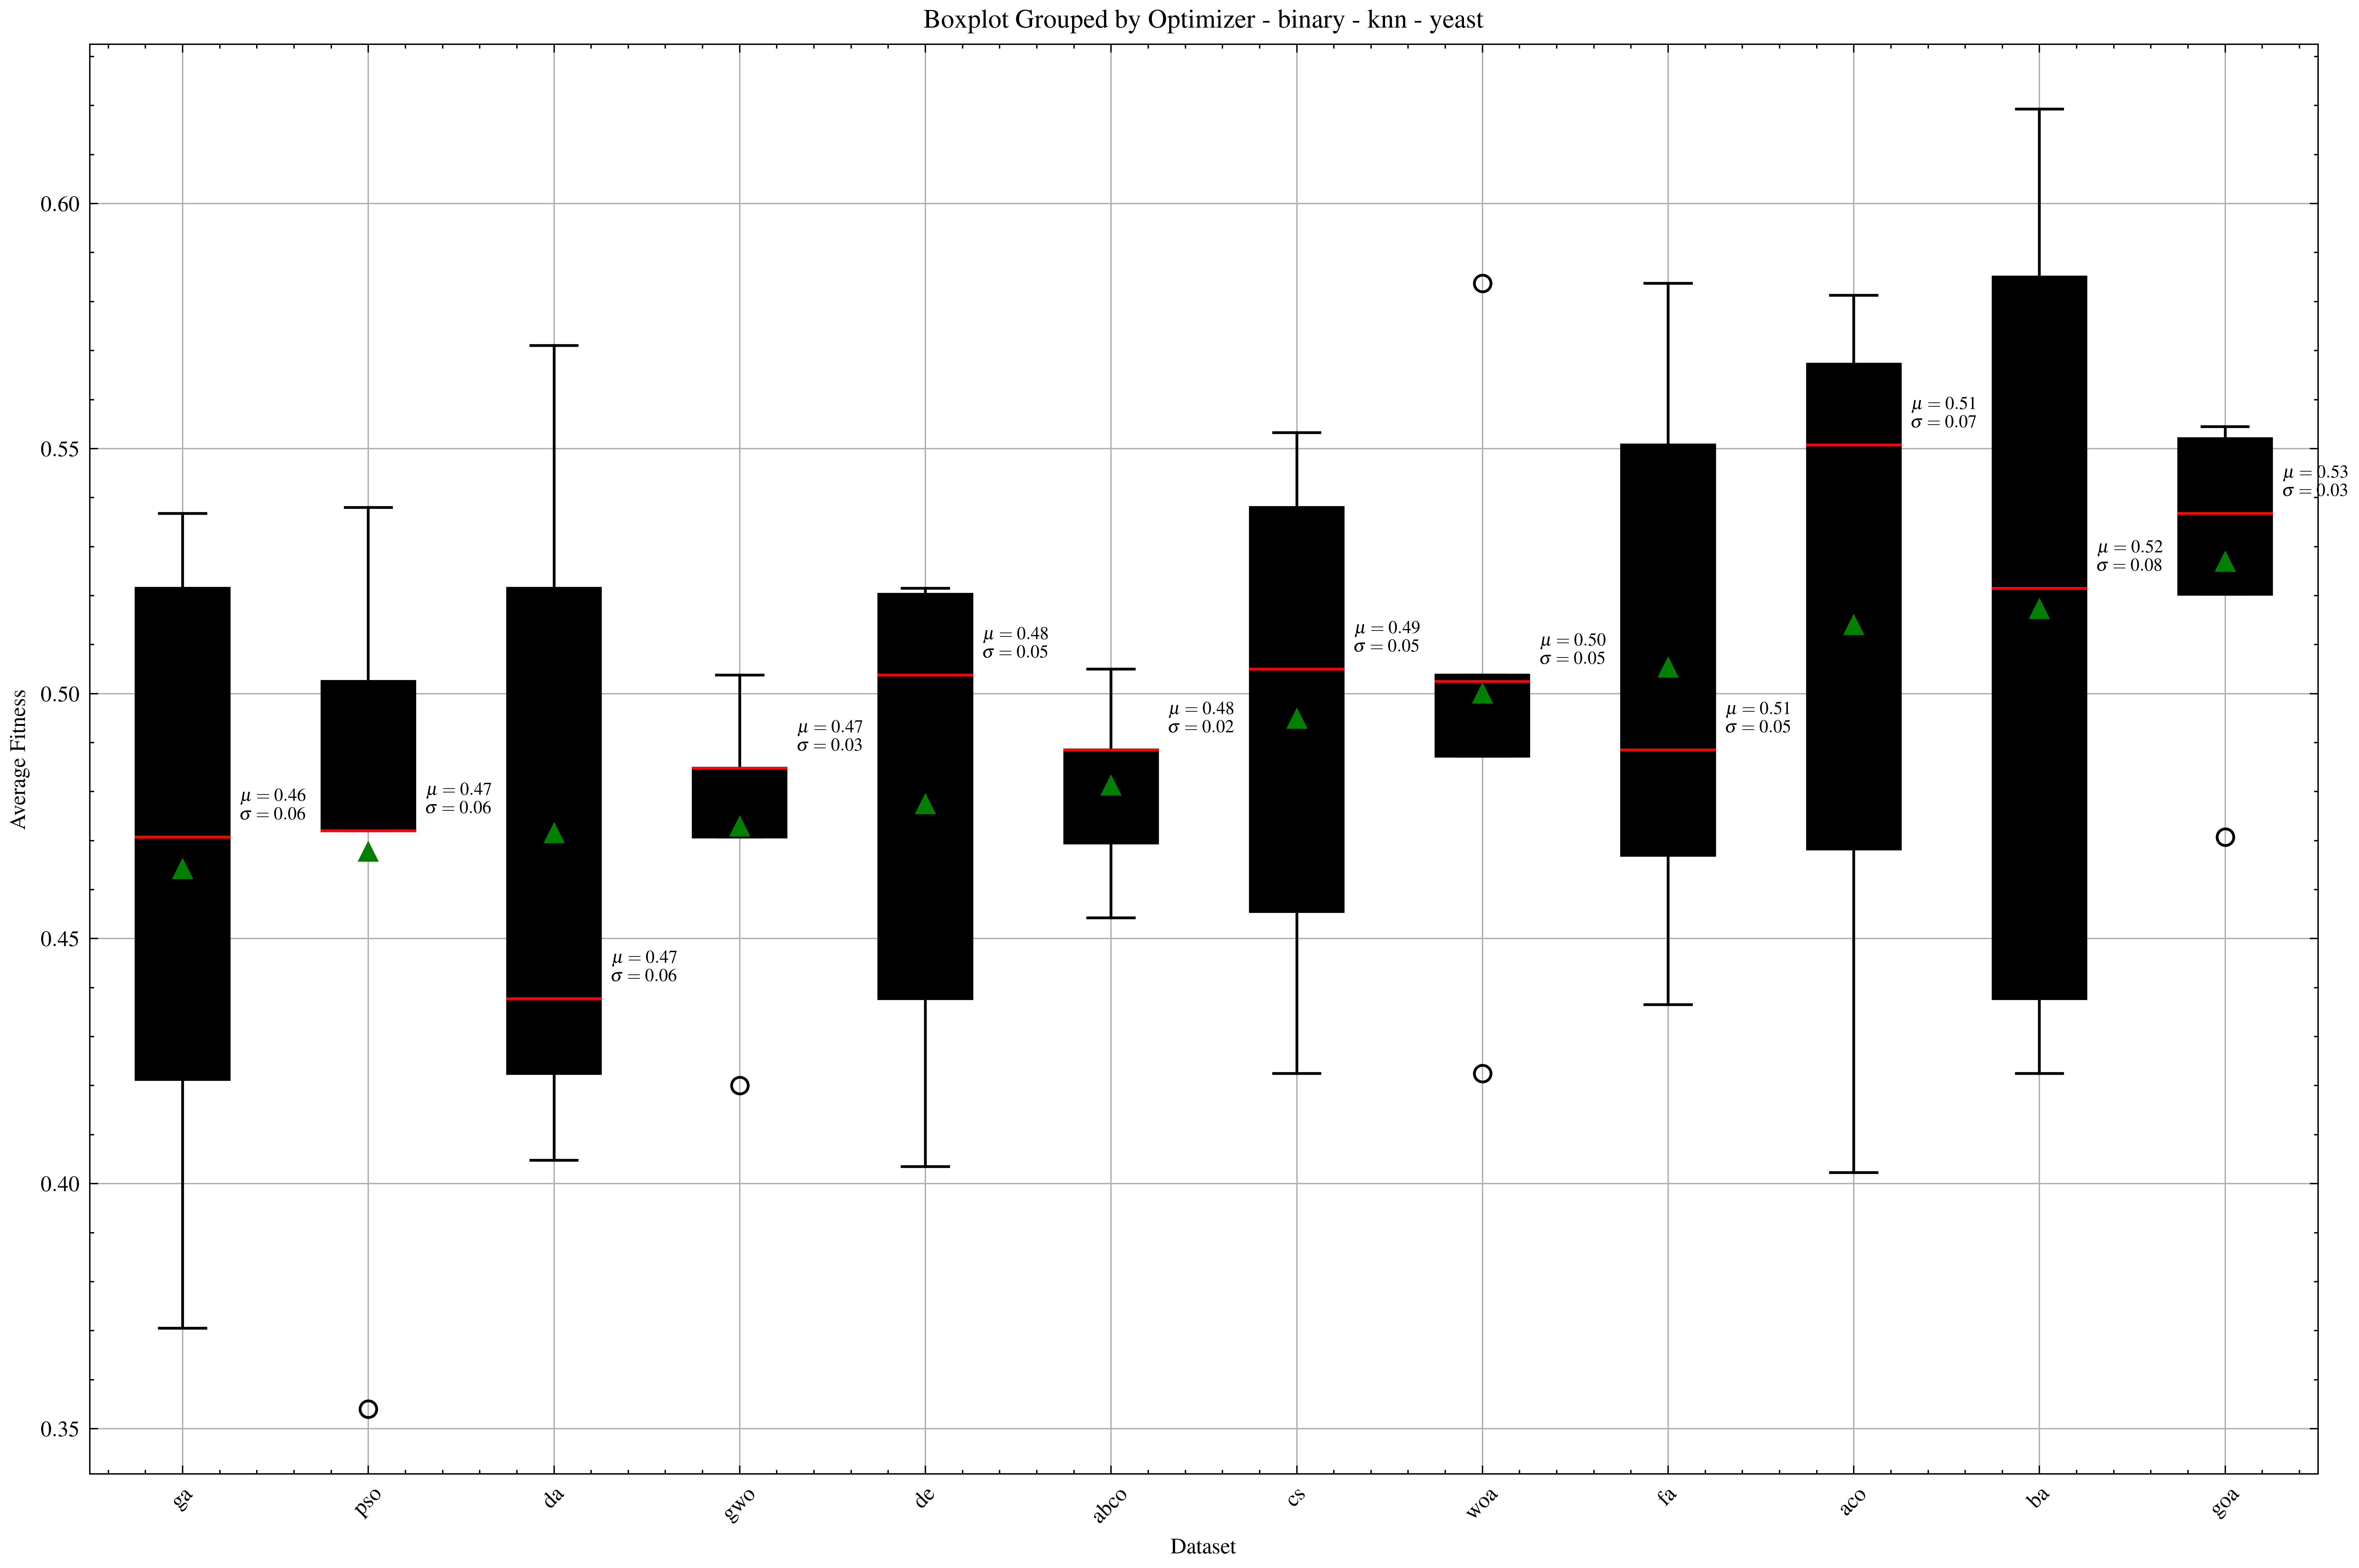 Boxplot Grouped by Optimizer - binary - knn - yeast
Average Fitness
0.60
0.55
0.50
0.45
0.40
0.35
μ = 0.46
σ = 0.06
μ = 0.47
σ = 0.06
μ = 0.47
σ = 0.06
μ = 0.47
σ = 0.03
μ = 0.48
σ = 0.05
μ = 0.48
σ = 0.02
μ = 0.49
σ = 0.05
μ = 0.50
σ = 0.05
μ = 0.51
σ = 0.05
μ = 0.51
σ = 0.07
μ = 0.52
σ = 0.08
μ = 0.53
σ = 0.03
ga
pso
da
gwo
de
abco
cs
woa
fa
aco
ba
goa
Dataset